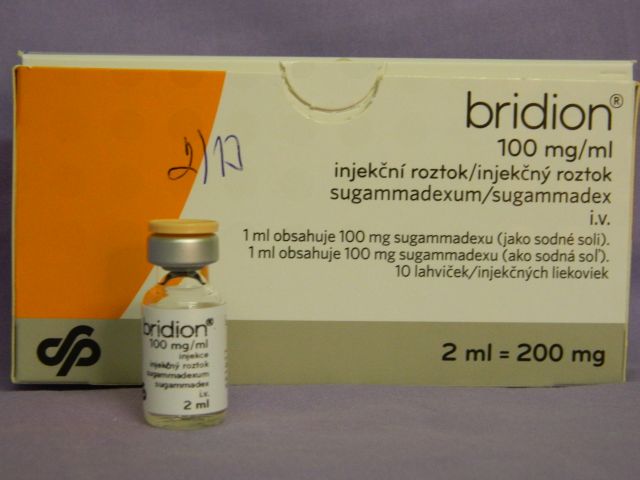 bridion®
100 mg/ml
injekční roztok/injekčný roztok
sugammadexum/sugammadex
i.v.
1 ml obsahuje 100 mg sugammadexu (jako sodné soli).
1 ml obsahuje 100 mg sugammadexu (ako sodná soľ).
10 lahviček/injekčných liekoviek
2 ml = 200 mg
bridion®
100 mg/ml
injekce
injekčný roztok
sugammadexum
sugammadex
i.v.
2 ml